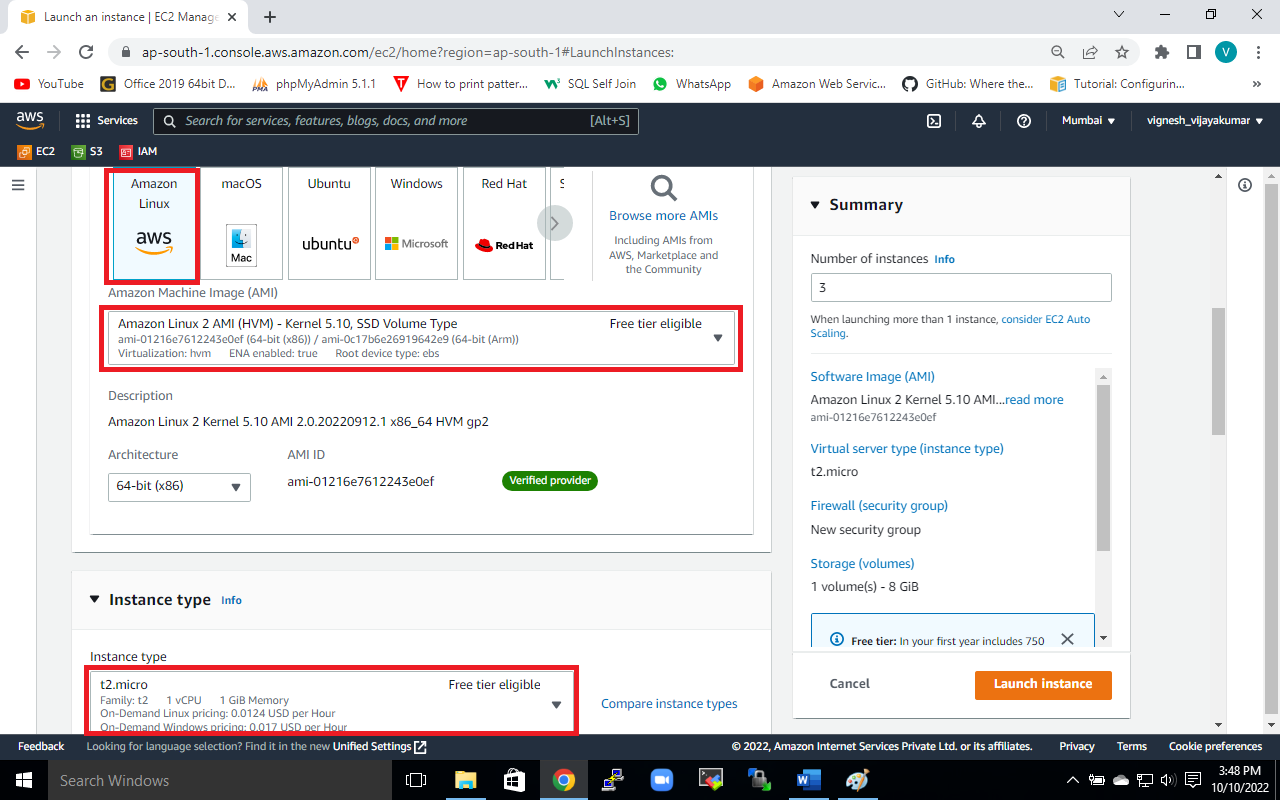 Launch an instance | EC2 Manage
ap-south-1.console.aws.amazon.com/ec2/home?region=ap-south-1#LaunchInstances:
V
YouTube
Office 2019 64bit D...
PMA
phpMyAdmin 5.1.1
How to print patter...
SQL Self Join
WhatsApp
Amazon Web Servic...
GitHub: Where the...
Tutorial: Configurin...
»
aws
Services
Search for services, features, blogs, docs, and more
[Alt+S]
Mumbai
vignesh_vijayakumar
EC2
S3
IAM
Amazon
Linux
aws
macOS
Mac
Ubuntu
ubuntu
Windows
Microsoft
Red Hat
Red Hat
S
Browse more AMIs
Including AMIs from
AWS, Marketplace and
the Community
Amazon Machine Image (AMI)
Amazon Linux 2 AMI (HVM) - Kernel 5.10, SSD Volume Type
Free tier eligible
ami-01216e7612243e0ef (64-bit (x86)) / ami-0c17b6e26919642e9 (64-bit (Arm))
Virtualization: hvm ENA enabled: true Root device type: ebs
Description
Amazon Linux 2 Kernel 5.10 AMI 2.0.20220912.1 x86_64 HVM gp2
Architecture
AMI ID
64-bit (x86)
ami-01216e7612243e0ef
Verified provider
Instance type Info
Instance type
t2.micro
Free tier eligible
Family: t2 1 vCPU 1 GiB Memory
On-Demand Linux pricing: 0.0124 USD per Hour
On-Demand Windows pricing: 0.017 USD per Hour
Compare instance types
Summary
Number of instances Info
3
When launching more than 1 instance, consider EC2 Auto
Scaling.
Software Image (AMI)
Amazon Linux 2 Kernel 5.10 AMI...read more
ami-01216e7612243e0ef
Virtual server type (instance type)
t2.micro
Firewall (security group)
New security group
Storage (volumes)
1 volume(s) - 8 GiB
Free tier: In your first year includes 750
Cancel
Launch instance
Feedback
Looking for language selection? Find it in the new Unified Settings
© 2022, Amazon Internet Services Private Ltd. or its affiliates.
Privacy
Terms
Cookie preferences
Search Windows
3:48 PM
10/10/2022